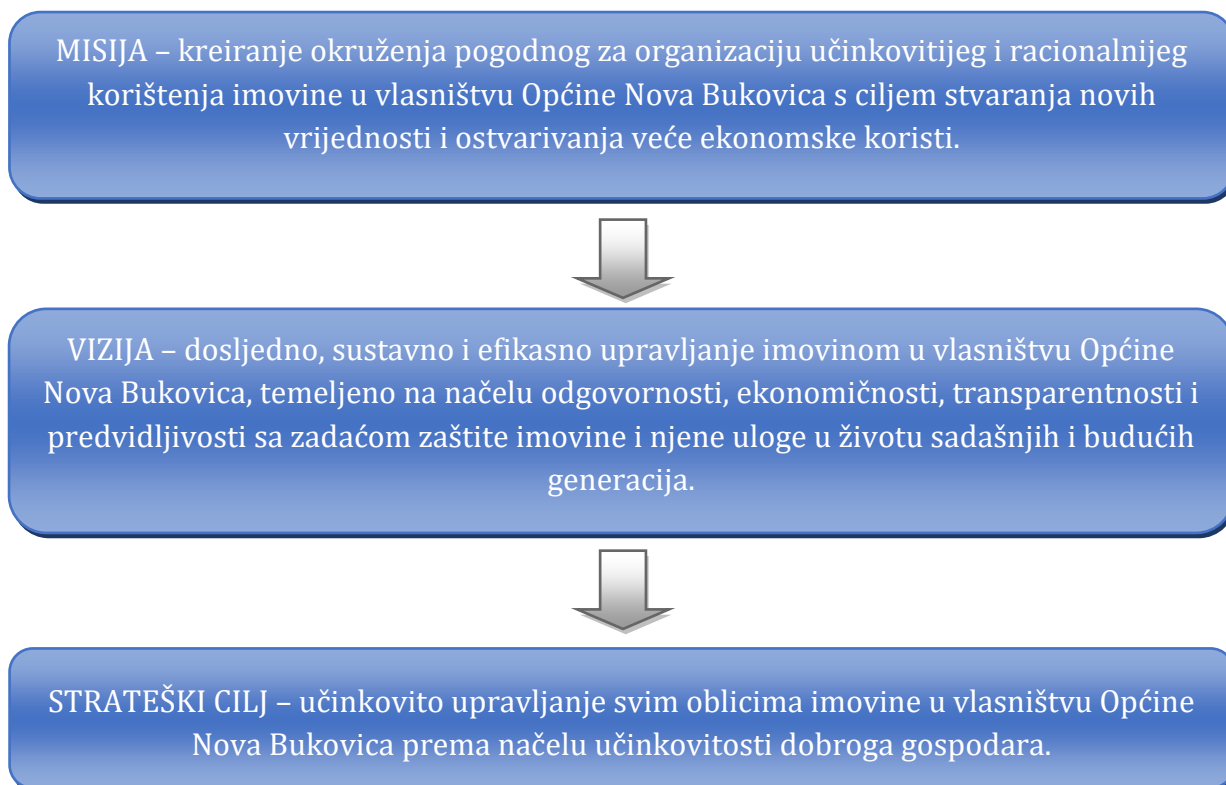 MISIJA – kreiranje okruženja pogodnog za organizaciju učinkovitijeg i racionalnijeg
korištenja imovine u vlasništvu Općine Nova Bukovica s ciljem stvaranja novih
vrijednosti i ostvarivanja veće ekonomske koristi.
VIZIJA – dosljedno, sustavno i efikasno upravljanje imovinom u vlasništvu Općine
Nova Bukovica, temeljeno na načelu odgovornosti, ekonomičnosti, transparentnosti i
predvidljivosti sa zadaćom zaštite imovine i njene uloge u životu sadašnjih i budućih
generacija.
STRATEŠKI CILJ – učinkovito upravljanje svim oblicima imovine u vlasništvu Općine
Nova Bukovica prema načelu učinkovitosti dobroga gospodara.